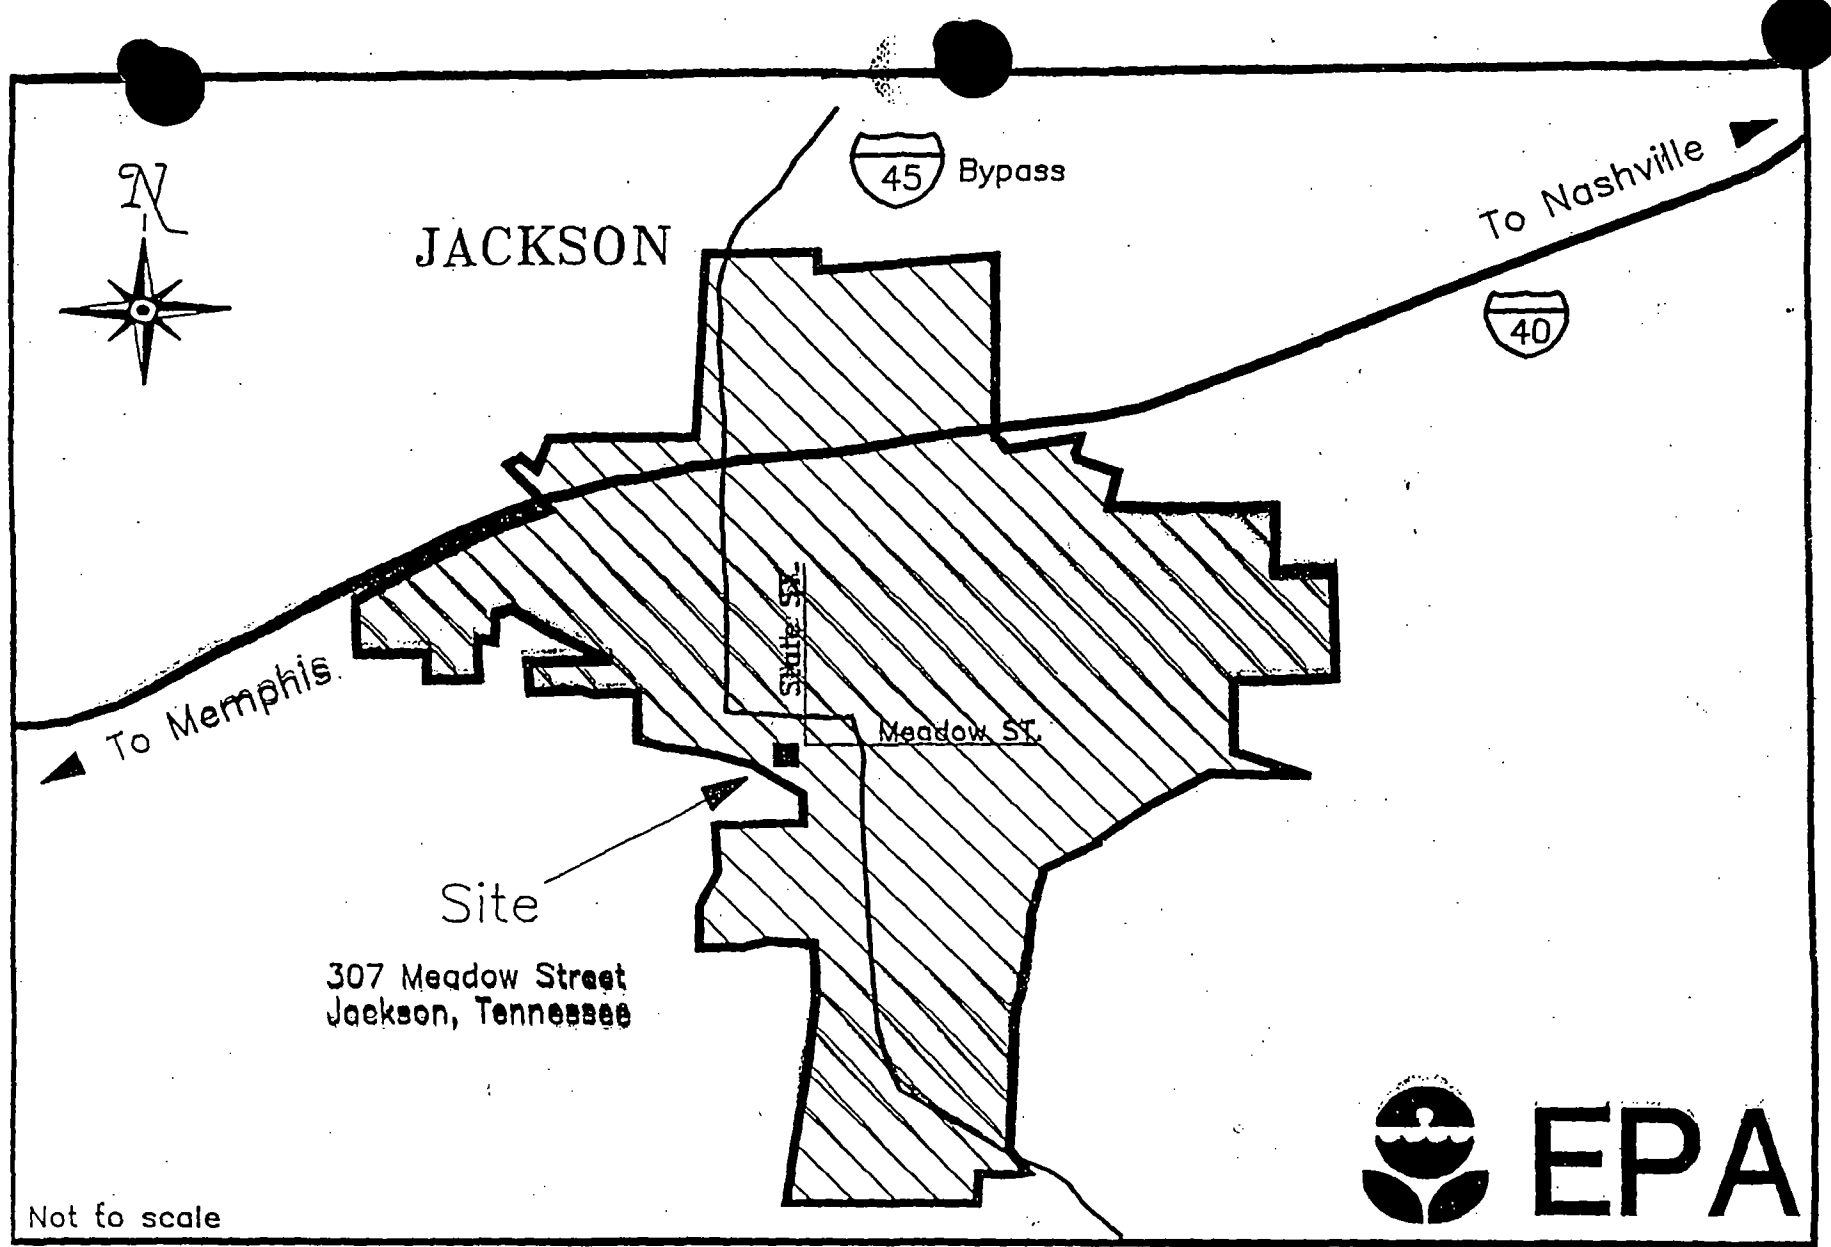 N
45 Bypass
JACKSON
To Nashville
40
State St.
To Memphis
Meadow ST.
Site
307 Meadow Street
Jackson, Tennessee
EPA
Not to scale